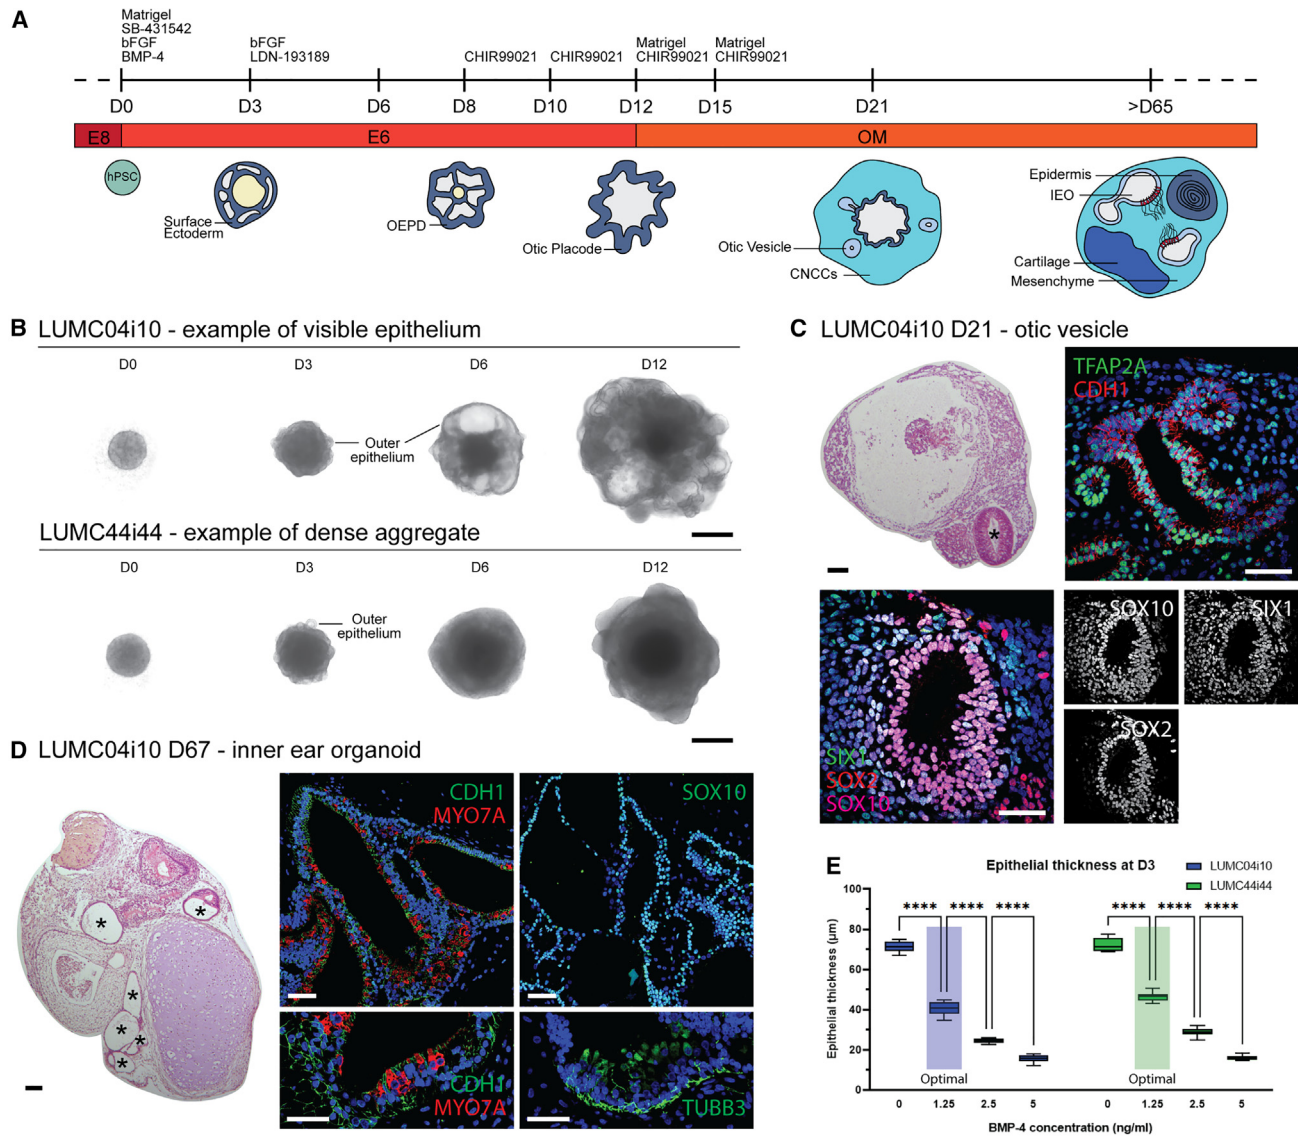 A
Matrigel
SB-431542
bFGF
BMP-4
bFGF
LDN-193189
CHIR99021
CHIR99021
Matrigel
CHIR99021
Matrigel
CHIR99021
D0 D3 D6 D8 D10 D12 D15 D21 >D65
E8 E6 OM
hPSC
Surface
Ectoderm
OEPD
Otic Placode
Otic Vesicle
CNCCs
Epidermis
IEO
Cartilage
Mesenchyme
B LUMC04i10 - example of visible epithelium
D0 D3 D6 D12
Outer
epithelium
LUMC44i44 - example of dense aggregate
D0 D3 D6 D12
Outer
epithelium
C LUMC04i10 D21 - otic vesicle
*
TFAP2A
CDH1
SIX1
SOX2
SOX10
SOX10
SIX1
SOX2
D LUMC04i10 D67 - inner ear organoid
* * * * * *
CDH1
MYO7A
SOX10
CDH1
MYO7A
TUBB3
E
Epithelial thickness at D3
LUMC04i10
LUMC44i44
Epithelial thickness (µm)
100
80
60
40
20
0
**** **** **** **** **** ****
Optimal Optimal
0 1.25 2.5 5 0 1.25 2.5 5
BMP-4 concentration (ng/ml)